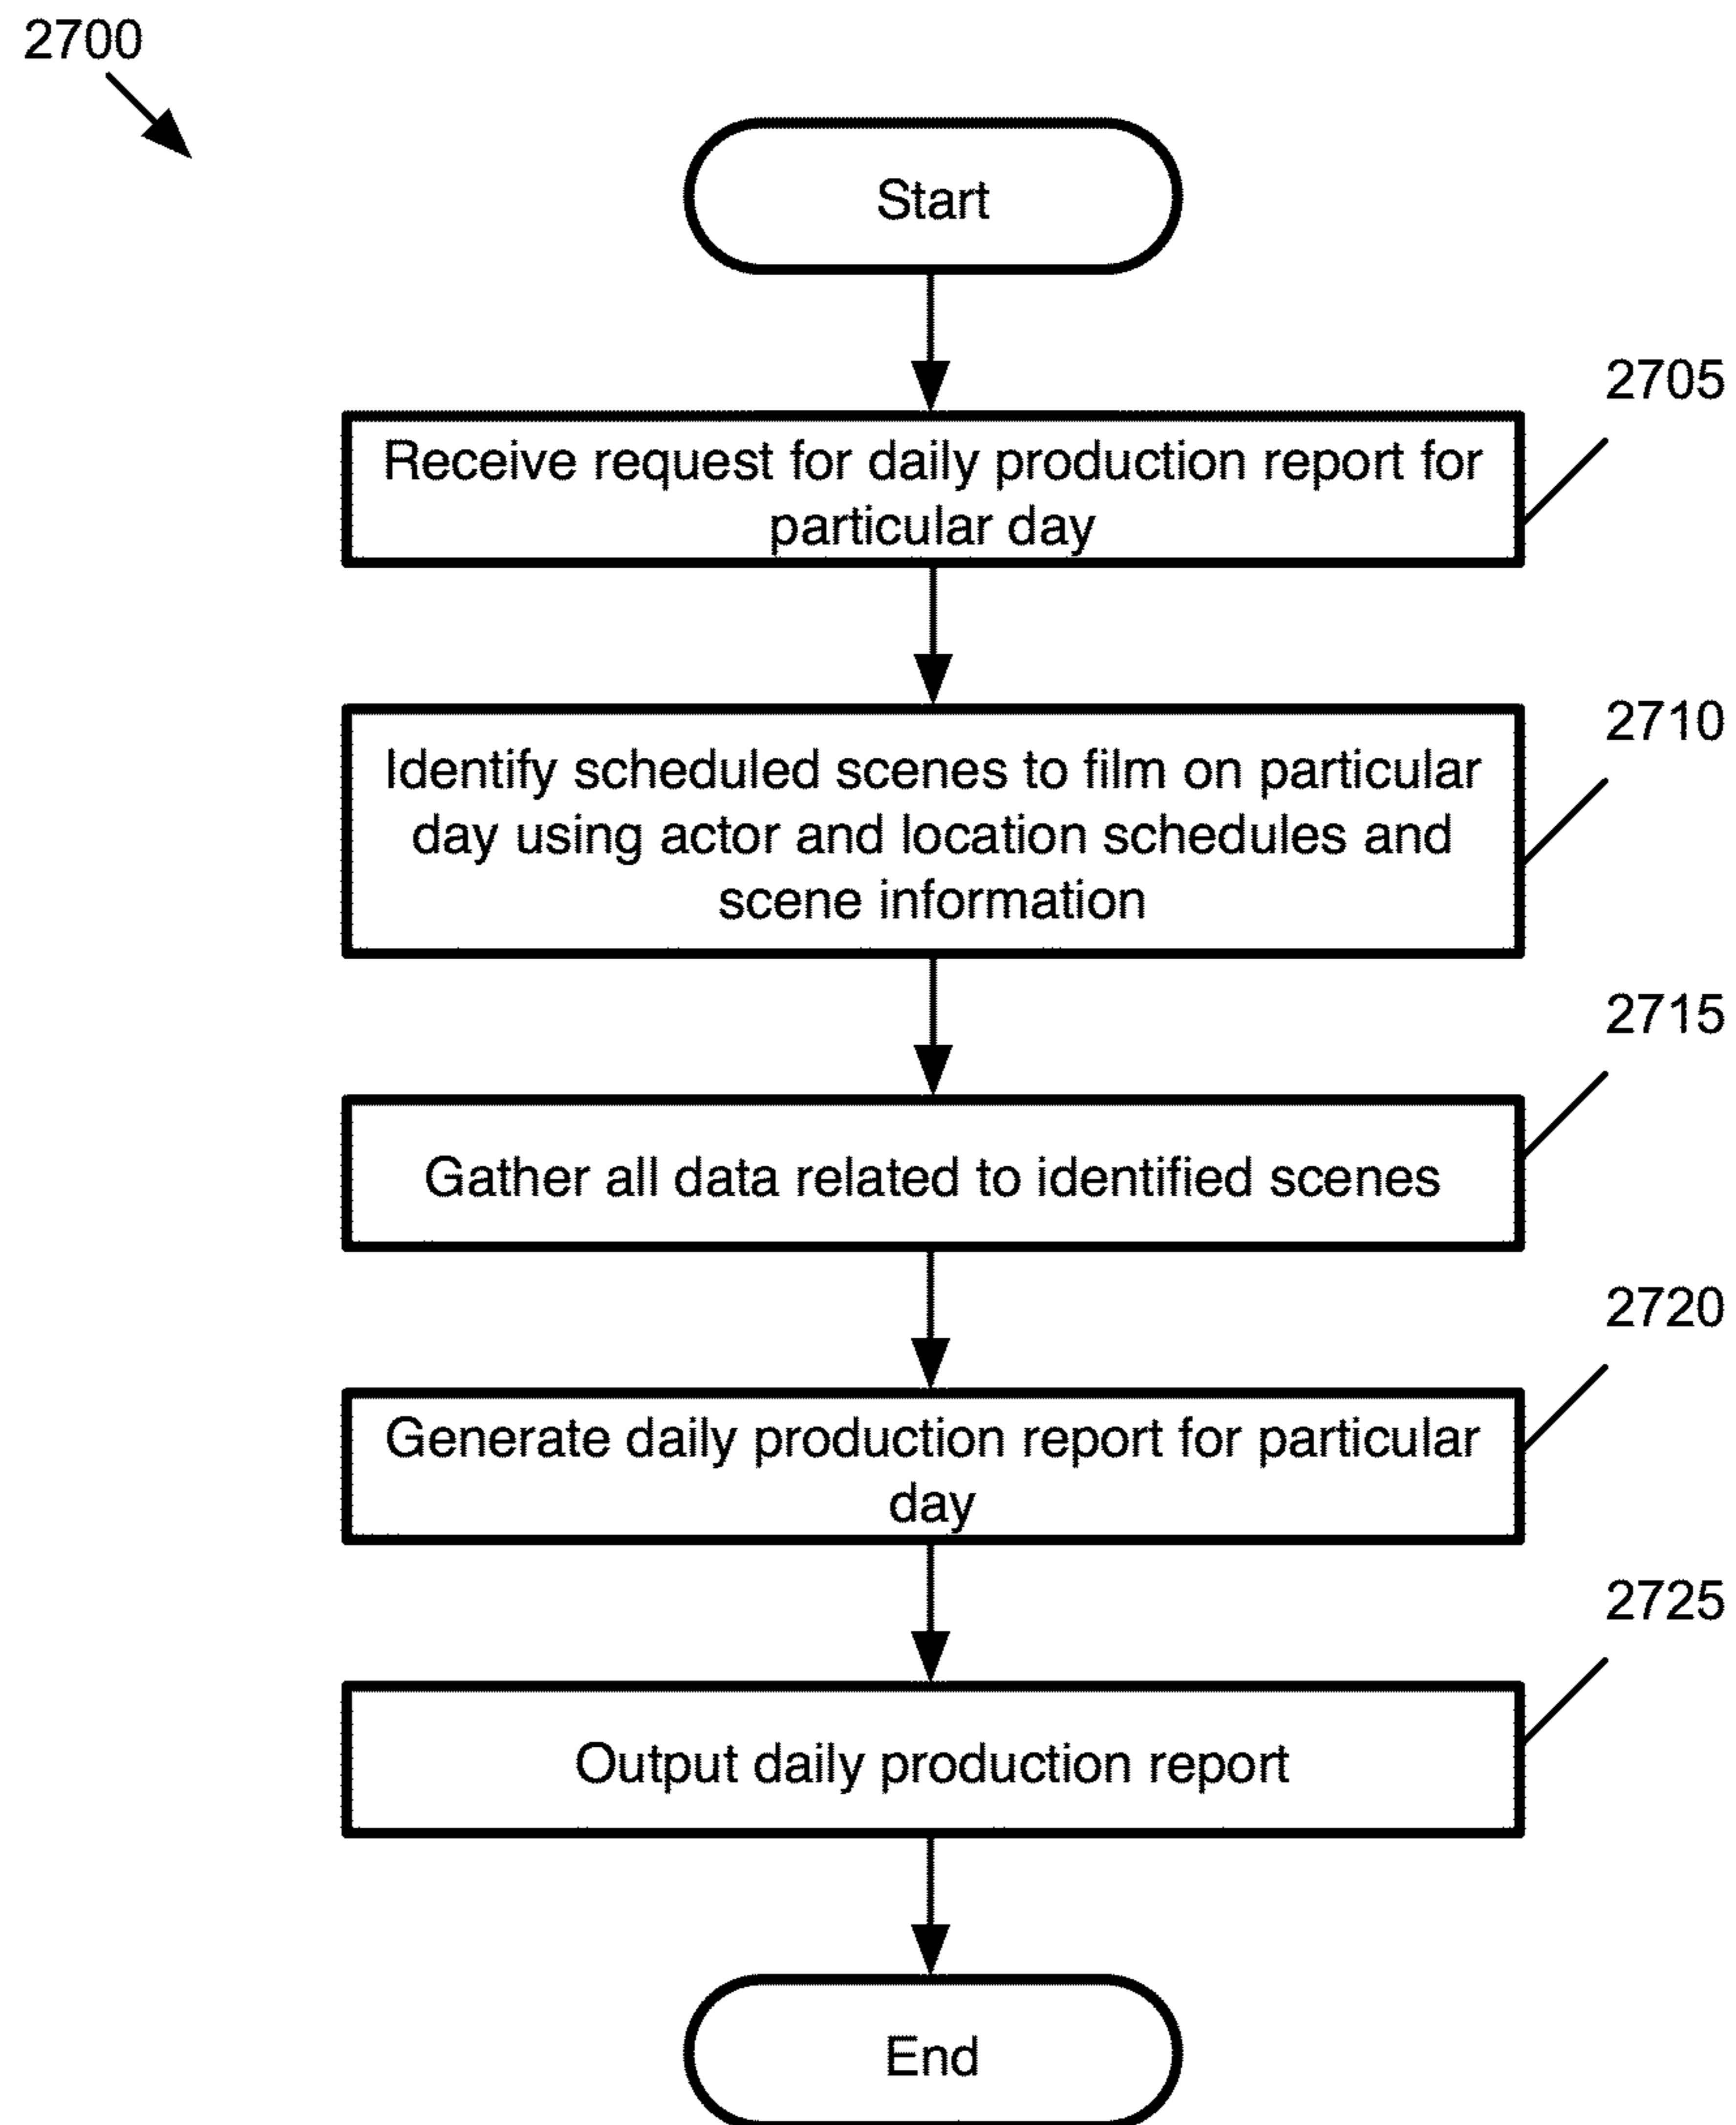 2700
Start
2705
Receive request for daily production report for
particular day
2710
Identify scheduled scenes to film on particular
day using actor and location schedules and
scene information
2715
Gather all data related to identified scenes
2720
Generate daily production report for particular
day
2725
Output daily production report
End